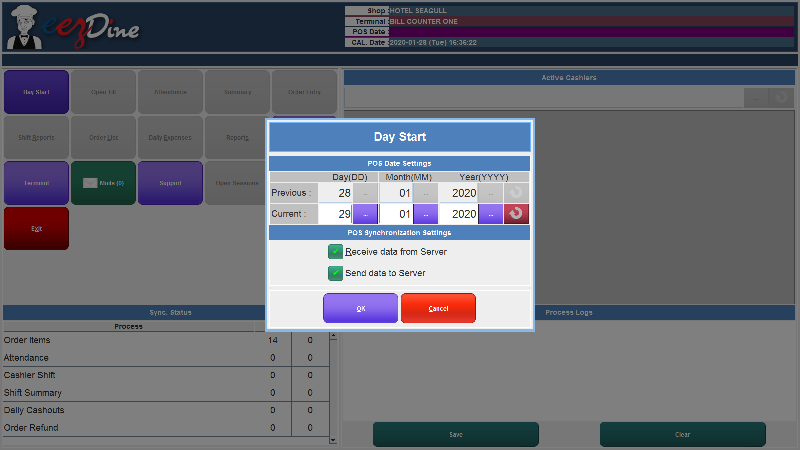 eezDine
Shop : HOTEL SEAGULL
Terminal : BILL COUNTER ONE
POS Date :
CAL. Date : 2020-01-28 (Tue) 16:36:22
Day Start
Open Till
Attendance
Summary
Order Entry
Active Cashiers
...
Shift Reports
Order List
Daily Expenses
Reports
Terminal
Mails (0)
Support
Open Sessions
Exit
Day Start
POS Date Settings
Day(DD) Month(MM) Year(YYYY)
Previous : 28 ... 01 ... 2020 ...
Current : 29 ... 01 ... 2020 ...
POS Synchronization Settings
Receive data from Server
Send data to Server
OK
Cancel
Sync. Status
Process Logs
Process
Order Items 14 0
Attendance 0 0
Cashier Shift 0 0
Shift Summary 0 0
Daily Cashouts 0 0
Order Refund 0 0
Save
Clear